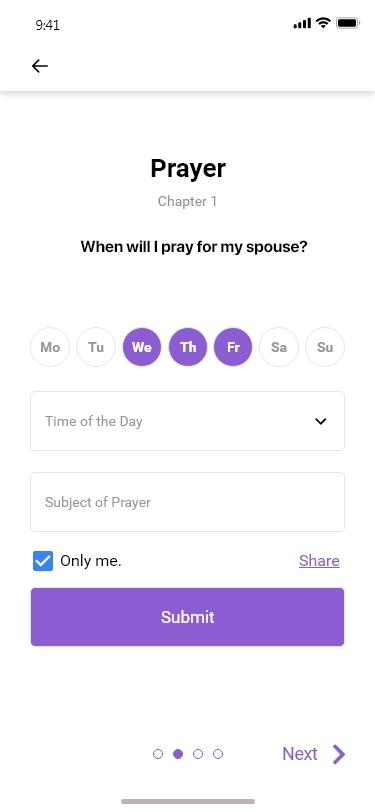 9:41
Prayer
Chapter 1
When will I pray for my spouse?
Mo Tu We Th Fr Sa Su
Time of the Day
Subject of Prayer
Only me. Share
Submit
Next